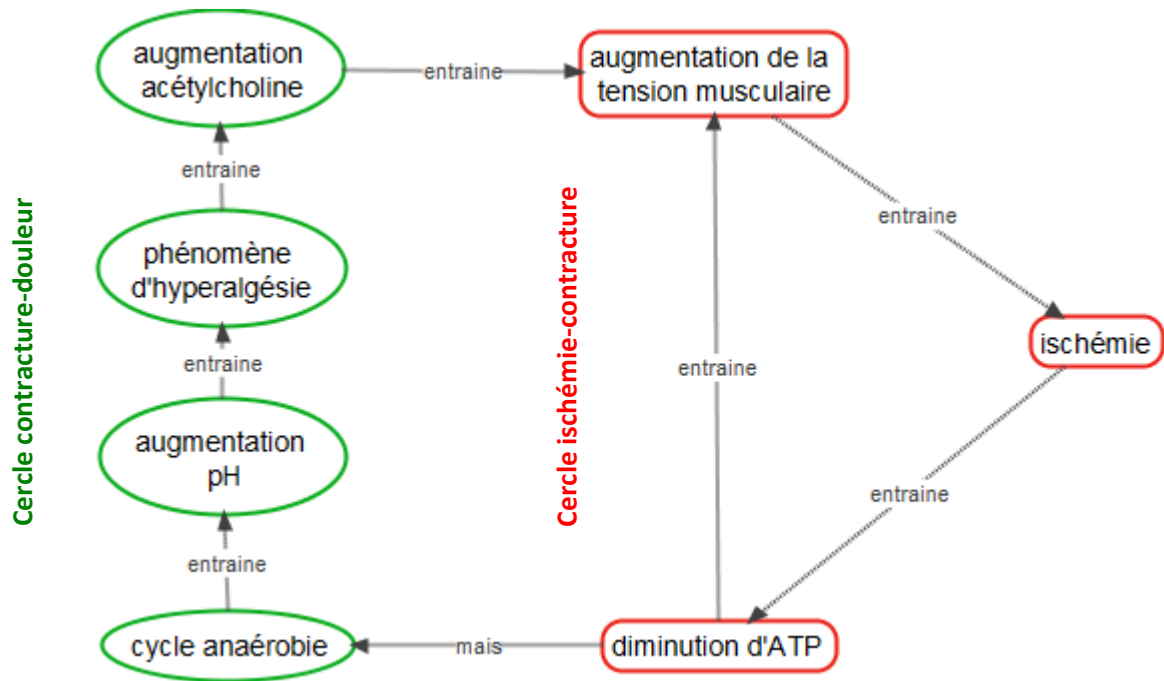 augmentation
acétylcholine
entraine
augmentation de la
tension musculaire
entraine
entraine
phénomène
d'hyperalgésie
Cercle contracture-douleur
Cercle ischémie-contracture
ischémie
entraine
entraine
augmentation
pH
entraine
entraine
cycle anaérobie
mais
diminution d'ATP